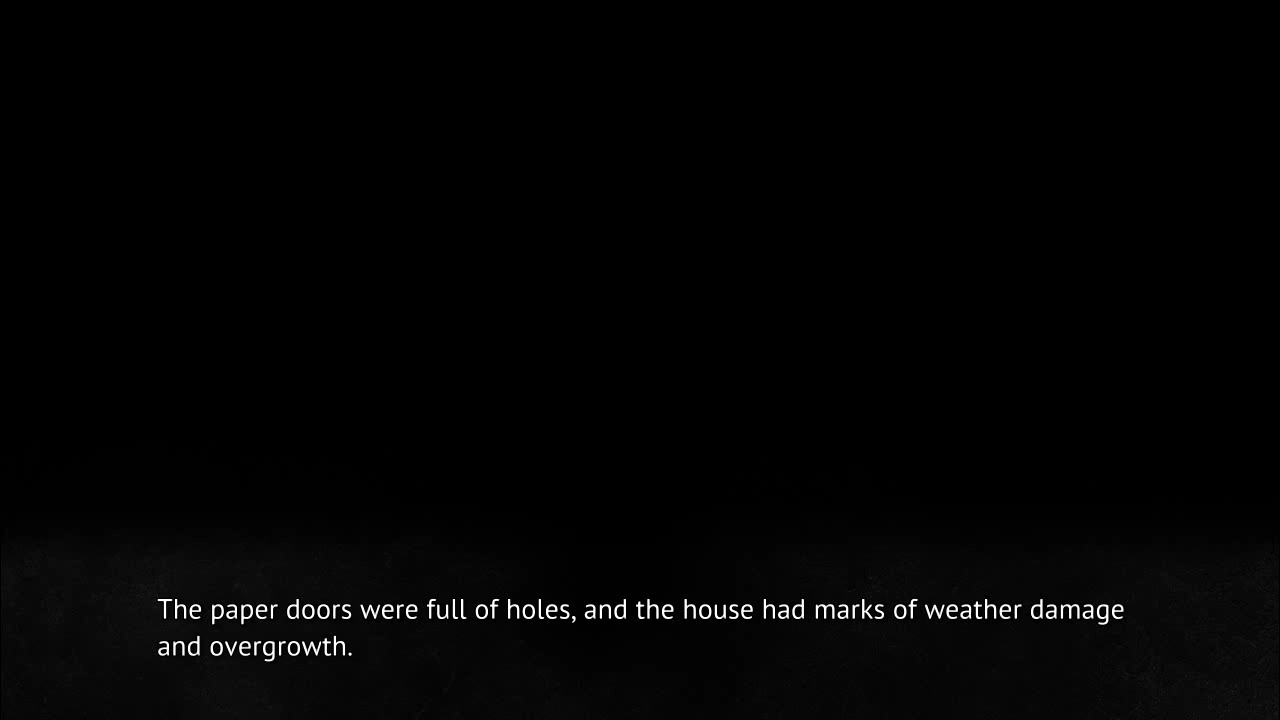 The paper doors were full of holes, and the house had marks of weather damage
and overgrowth.